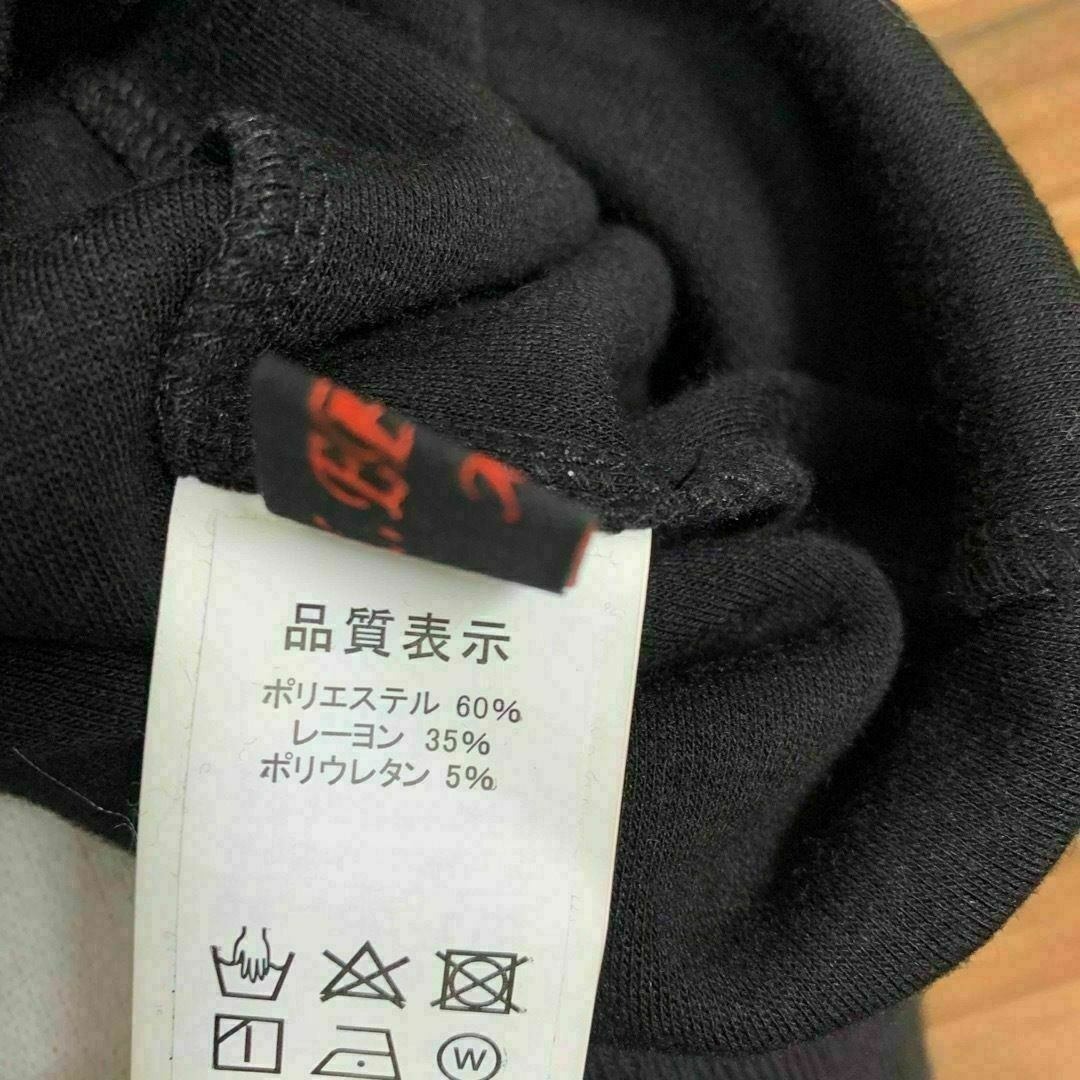 品質表示
ポリエステル 60%
レーヨン 35%
ポリウレタン 5%
W